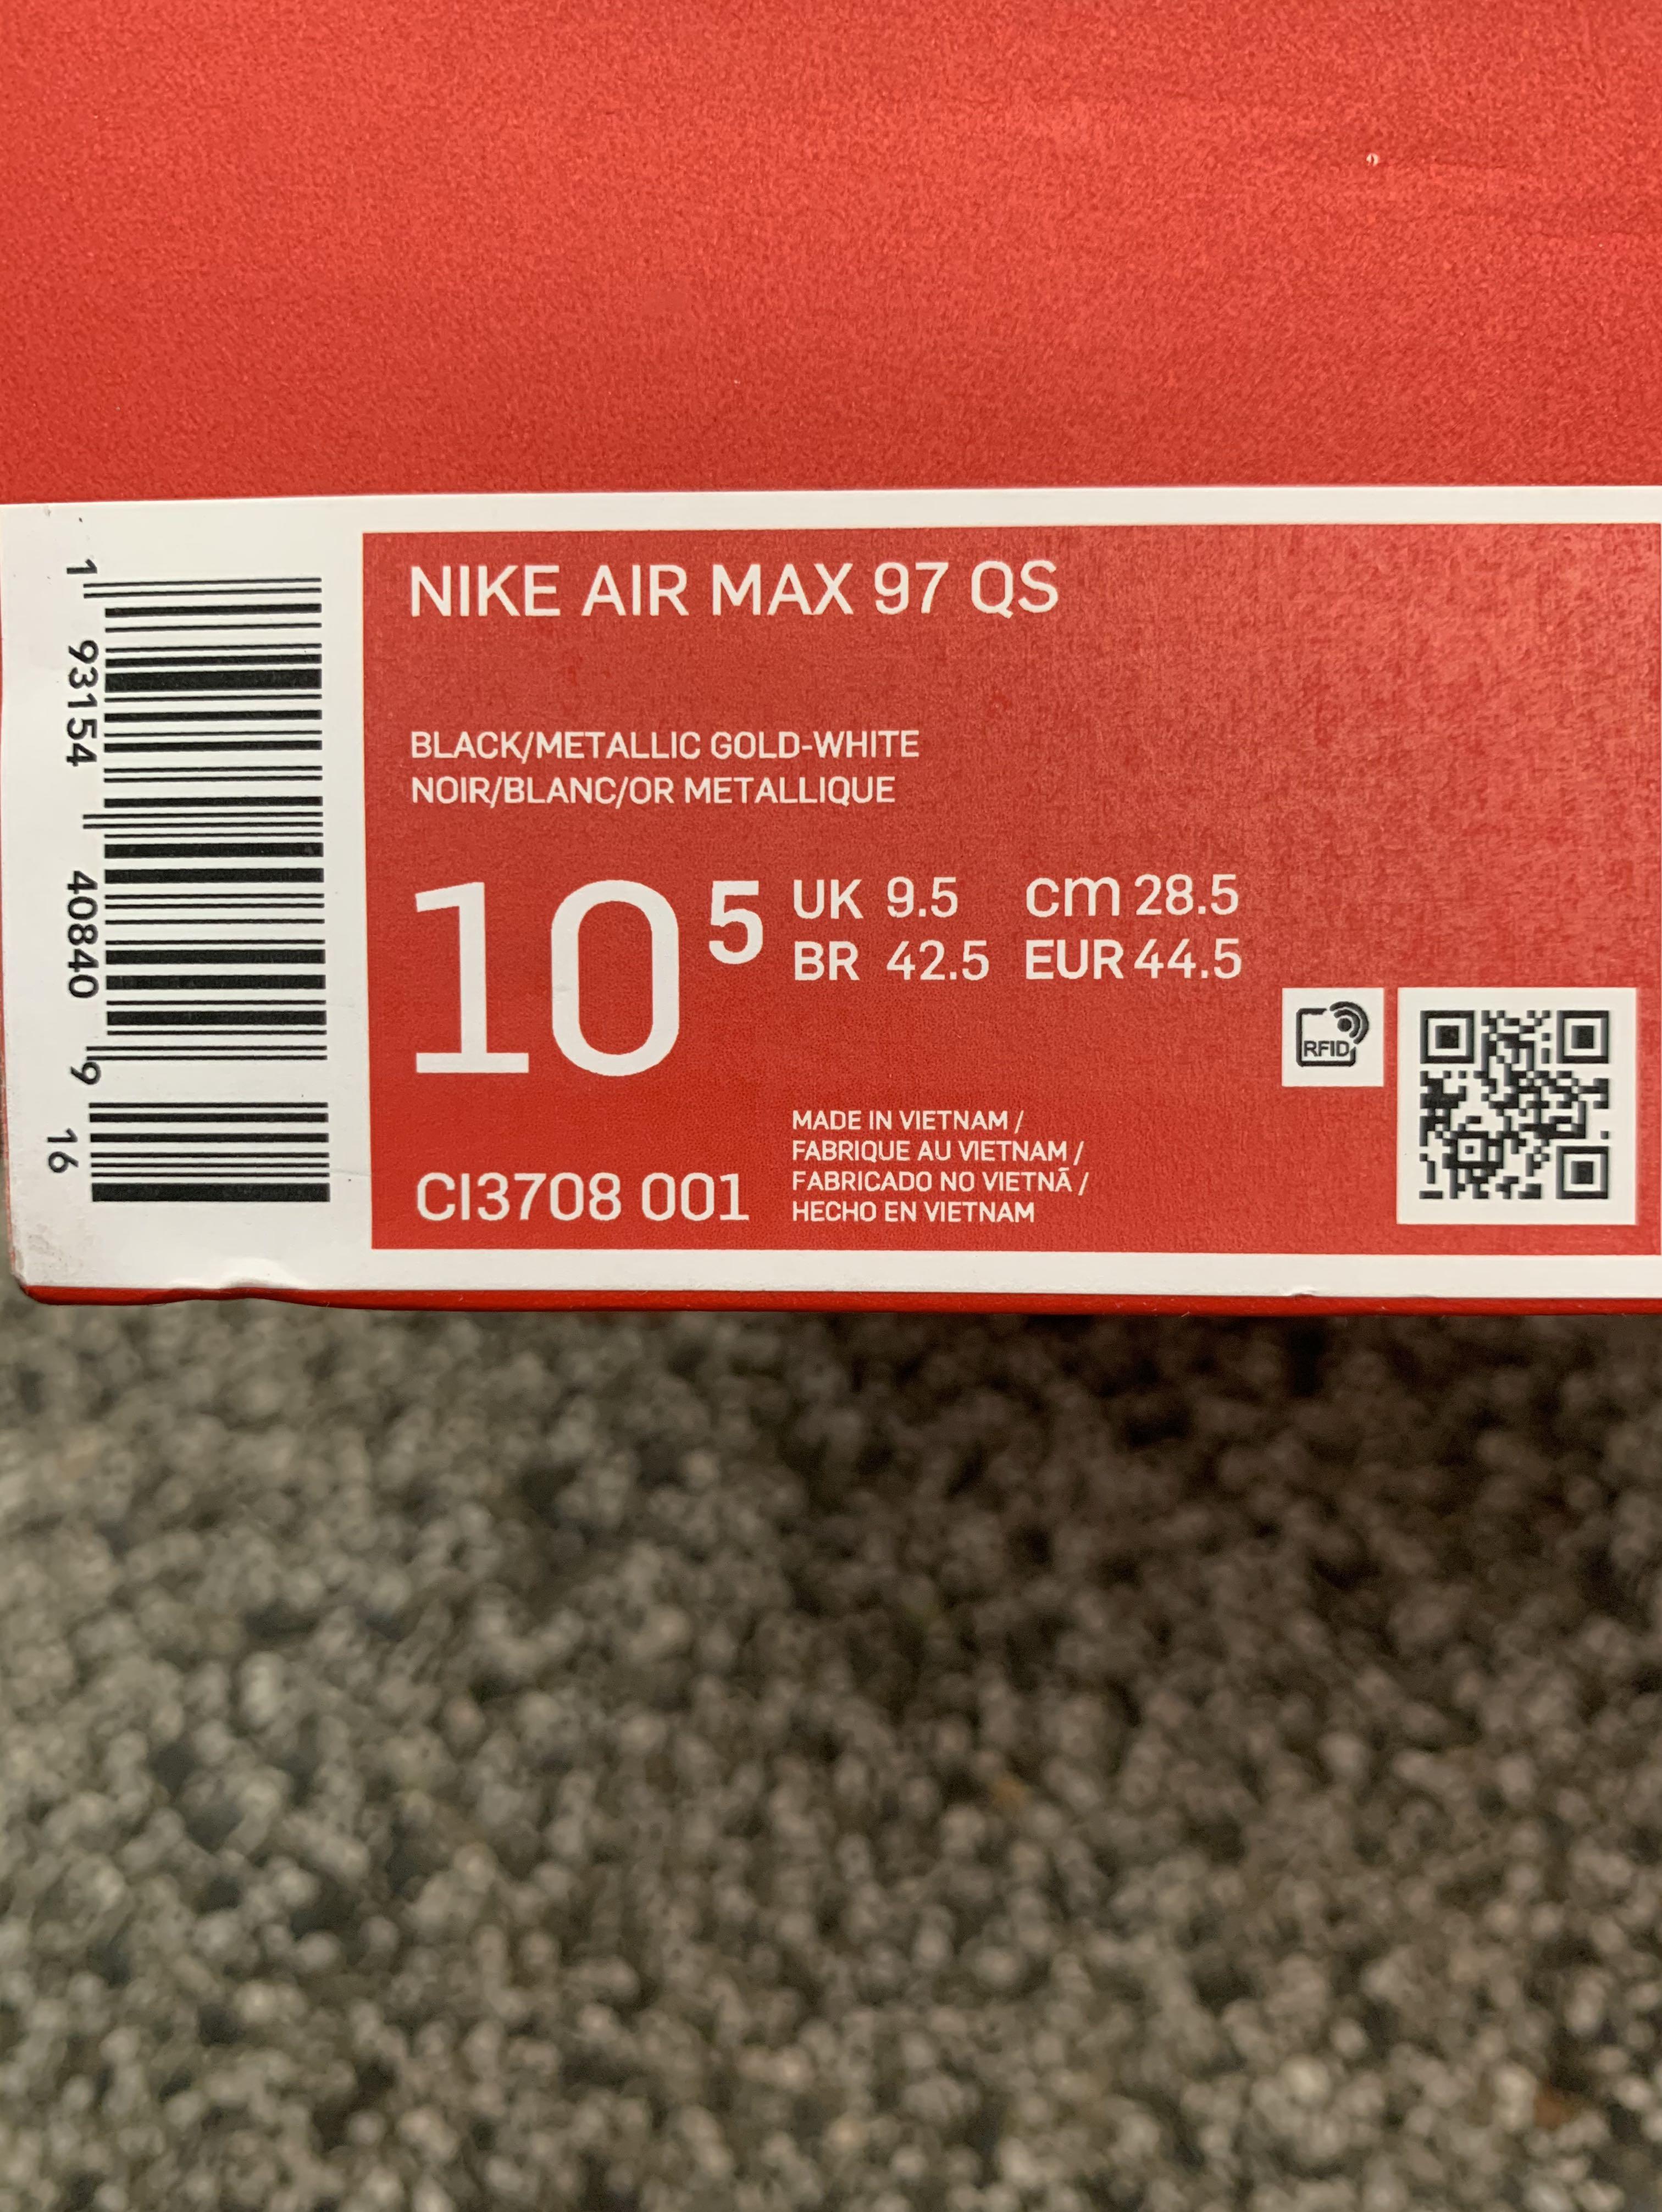 NIKE AIR MAX 97 QS
BLACK/METALLIC GOLD-WHITE
NOIR/BLANC/OR METALLIQUE
10 5
UK 9.5 cm 28.5
BR 42.5 EUR 44.5
RFID
MADE IN VIETNAM /
FABRIQUE AU VIETNAM /
FABRICADO NO VIETNÃ /
HECHO EN VIETNAM
CI3708 001
1 93154 40840 9 16